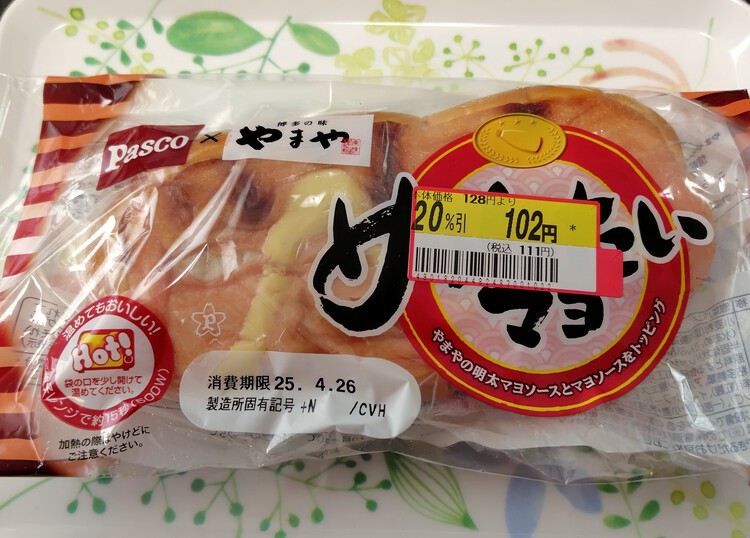 Pasco × 博多の味
やまや
め たい
マヨ
本体価格 128円より
20%引 102円 *
(税込 111円)
やまやの明太マヨソースとマヨソースをトッピング
温めてもおいしい!
Hot!
袋の口を少し開けて
温めてください。
電子レンジで約15秒(500W)
加熱の際はやけどに
ご注意ください。
消費期限 25. 4.26
製造所固有記号 +N /CVH